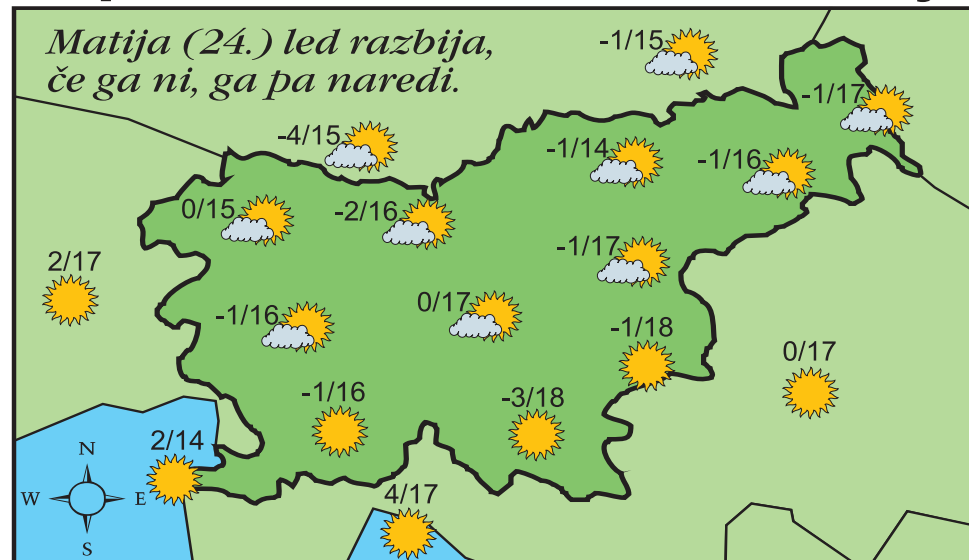 Matija (24.) led razbija,
če ga ni, ga pa naredi.
-1/15
-1/17
-4/15
-1/14
-1/16
0/15
-2/16
-1/17
2/17
-1/16
0/17
-1/18
0/17
-1/16
-3/18
2/14
4/17
N
W
E
S